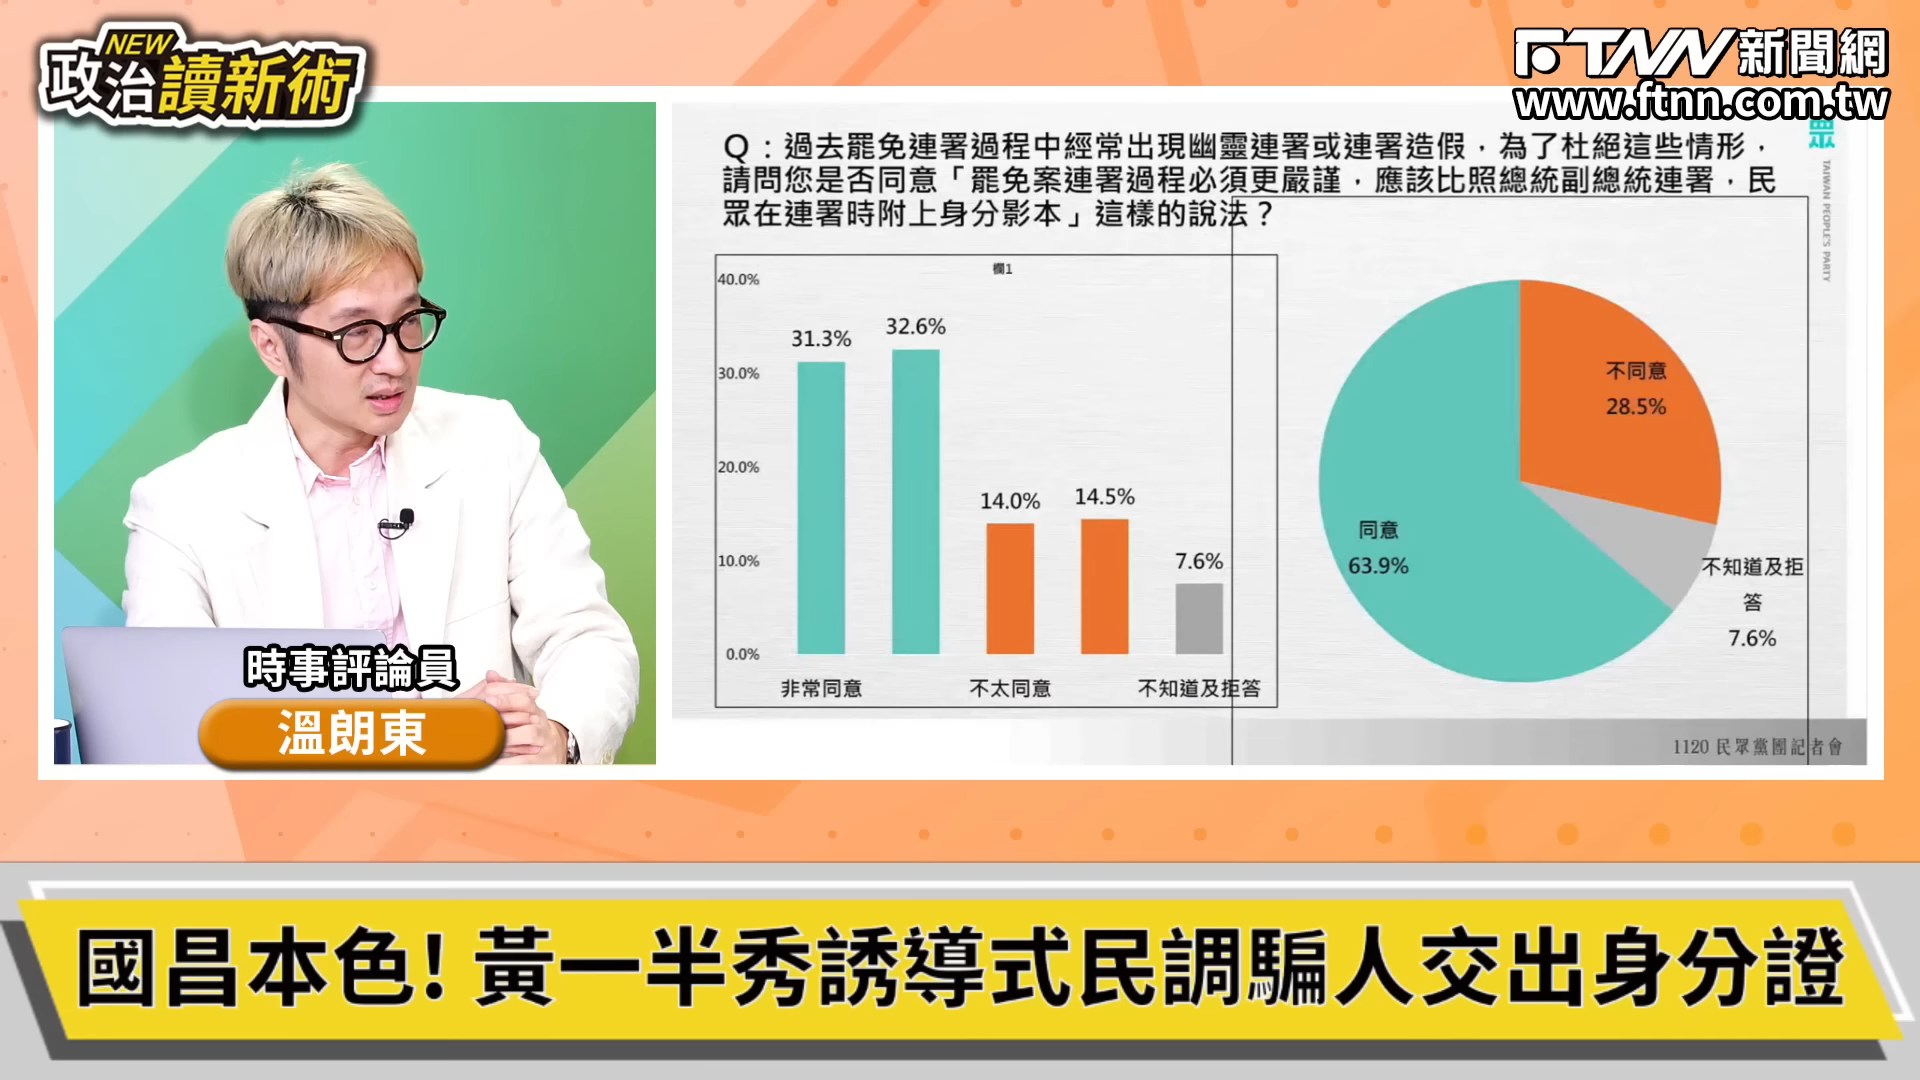 NEW
政治讀新術
FTNN 新聞網
www.ftnn.com.tw
眾
TAIWAN PEOPLE'S PARTY
Q：過去罷免連署過程中經常出現幽靈連署或連署造假，為了杜絕這些情形，
請問您是否同意「罷免案連署過程必須更嚴謹，應該比照總統副總統連署，民
眾在連署時附上身分影本」這樣的說法？
欄1
40.0%
30.0%
20.0%
10.0%
0.0%
31.3%
32.6%
14.0%
14.5%
7.6%
非常同意
不太同意
不知道及拒答
不同意
28.5%
同意
63.9%
不知道及拒
答
7.6%
1120 民眾黨團記者會
時事評論員
溫朗東
國昌本色！黃一半秀誘導式民調騙人交出身分證